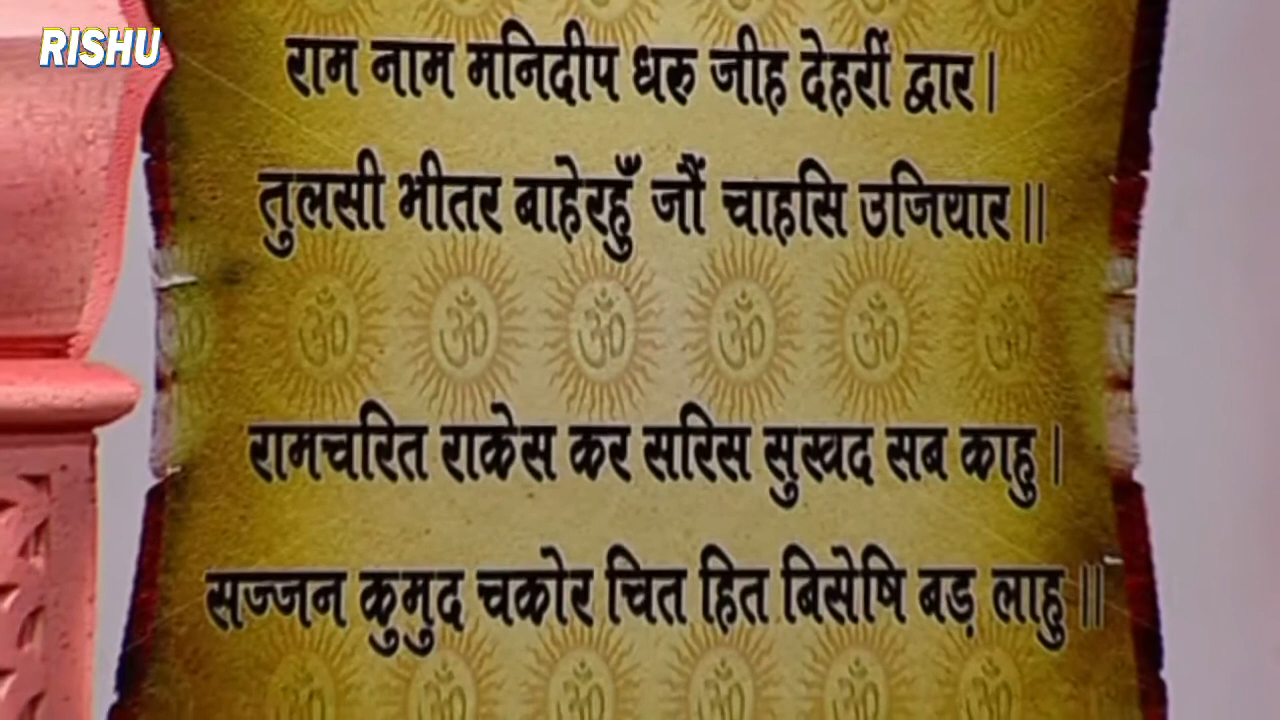 RISHU
राम नाम मनिदीप धरु जीह देहरीं द्वार।
तुलसी भीतर बाहेरहुँ जौं चाहसि उजियार॥
रामचरित राकेस कर सरिस सुखद सब काहु।
सज्जन कुमुद चकोर चित हित बिसेषि बड़ लाहु॥